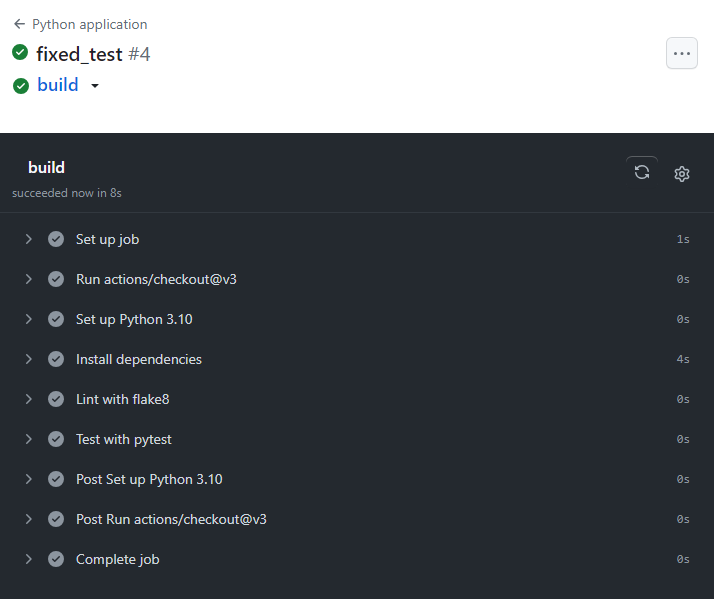 ← Python application
fixed_test #4
build
build
succeeded now in 8s
Set up job 1s
Run actions/checkout@v3 0s
Set up Python 3.10 0s
Install dependencies 4s
Lint with flake8 0s
Test with pytest 0s
Post Set up Python 3.10 0s
Post Run actions/checkout@v3 0s
Complete job 0s